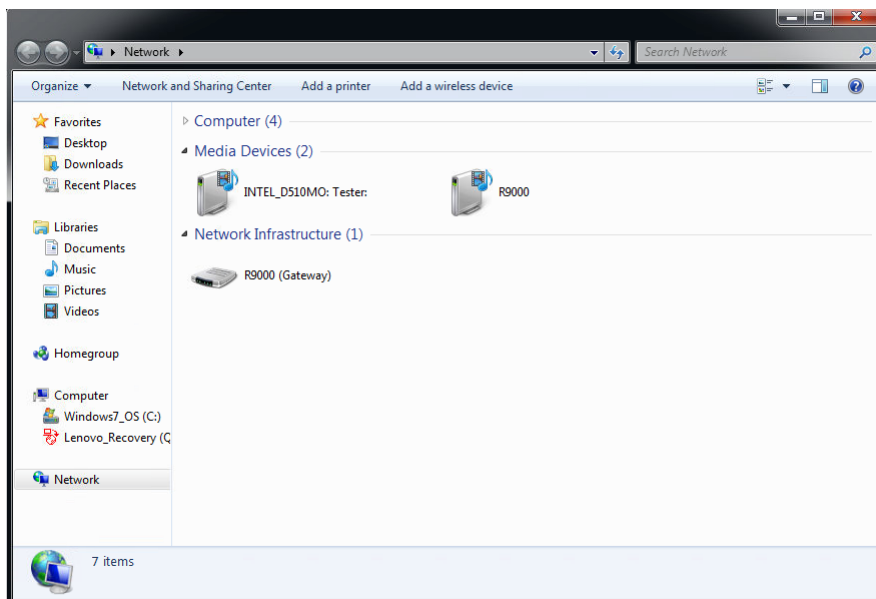 Network
Search Network
Organize
Network and Sharing Center
Add a printer
Add a wireless device
Favorites
Desktop
Downloads
Recent Places
Libraries
Documents
Music
Pictures
Videos
Homegroup
Computer
Windows7_OS (C:)
Lenovo_Recovery (Q
Network
Computer (4)
Media Devices (2)
INTEL_D510MO: Tester:
R9000
Network Infrastructure (1)
R9000 (Gateway)
7 items